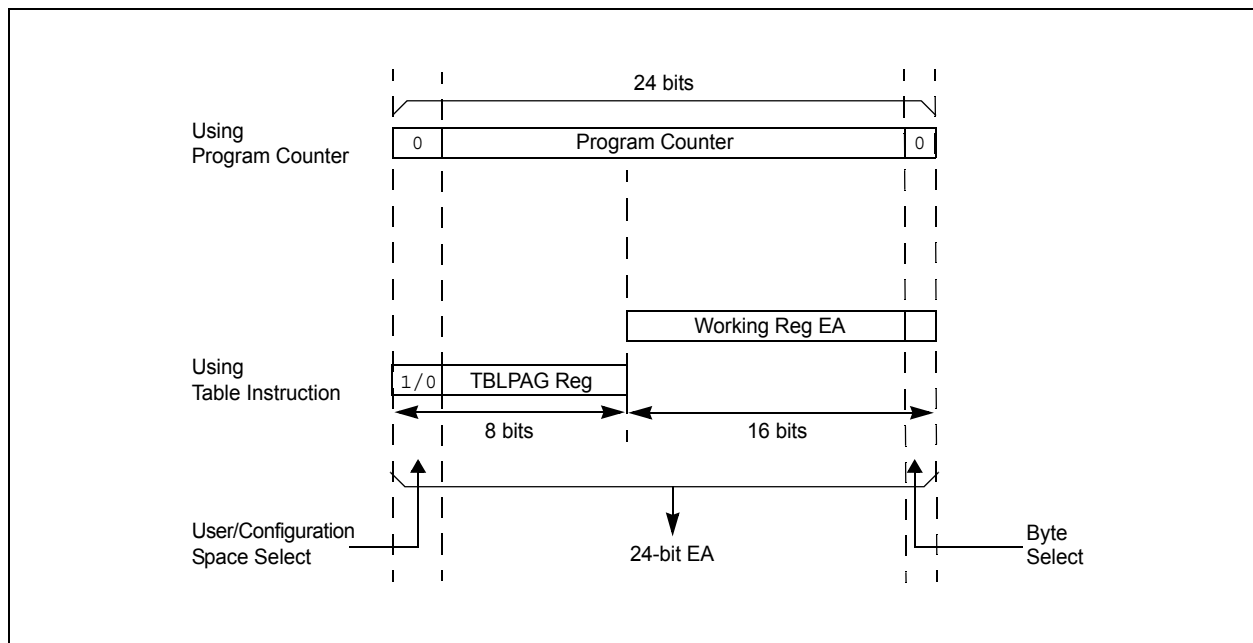 24 bits
Using
Program Counter
0
Program Counter
0
Working Reg EA
Using
Table Instruction
1/0
TBLPAG Reg
8 bits
16 bits
User/Configuration
Space Select
24-bit EA
Byte
Select